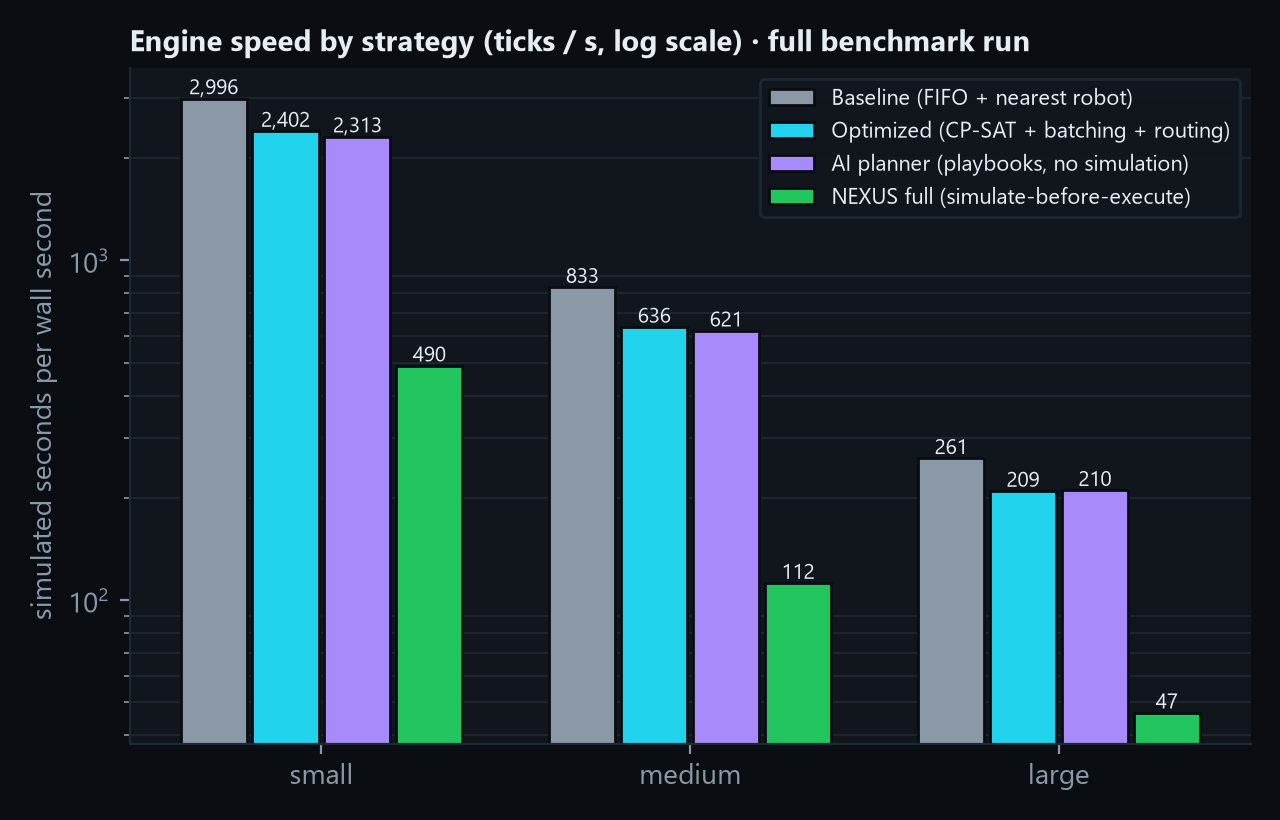 Engine speed by strategy (ticks / s, log scale) · full benchmark run
Baseline (FIFO + nearest robot)
Optimized (CP-SAT + batching + routing)
AI planner (playbooks, no simulation)
NEXUS full (simulate-before-execute)
simulated seconds per wall second
10³
10²
2,996
2,402
2,313
490
833
636
621
112
261
209
210
47
small
medium
large